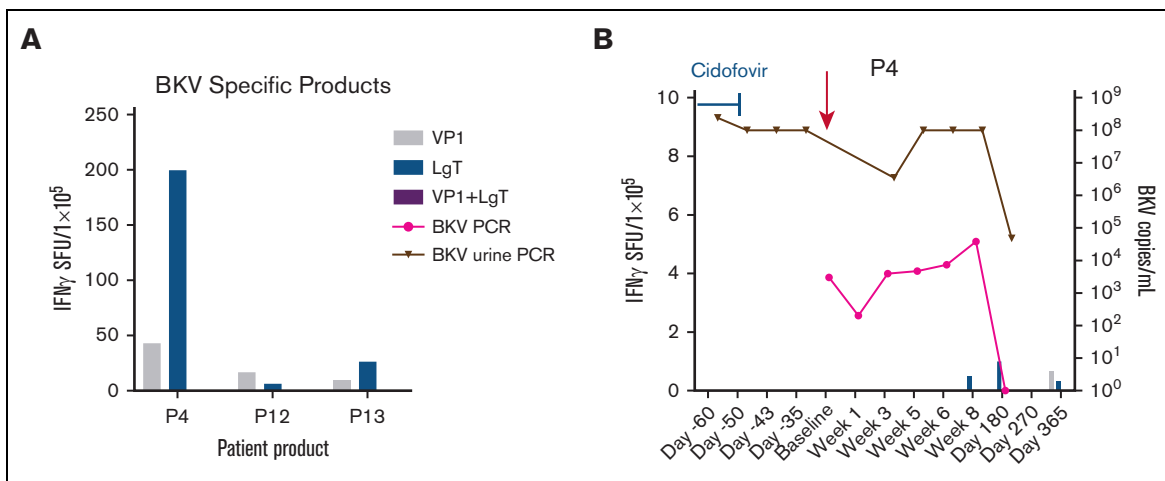 A
BKV Specific Products
IFNγ SFU/1×10⁵
250
200
150
100
50
0
P4
P12
P13
Patient product
VP1
LgT
VP1+LgT
BKV PCR
BKV urine PCR
B
Cidofovir
P4
IFNγ SFU/1×10⁵
10
8
6
4
2
0
10⁹
10⁸
10⁷
10⁶
10⁵
10⁴
10³
10²
10¹
10⁰
BKV copies/mL
Day -60
Day -50
Day -43
Day -35
Baseline
Week 1
Week 3
Week 5
Week 6
Week 8
Day 180
Day 270
Day 365